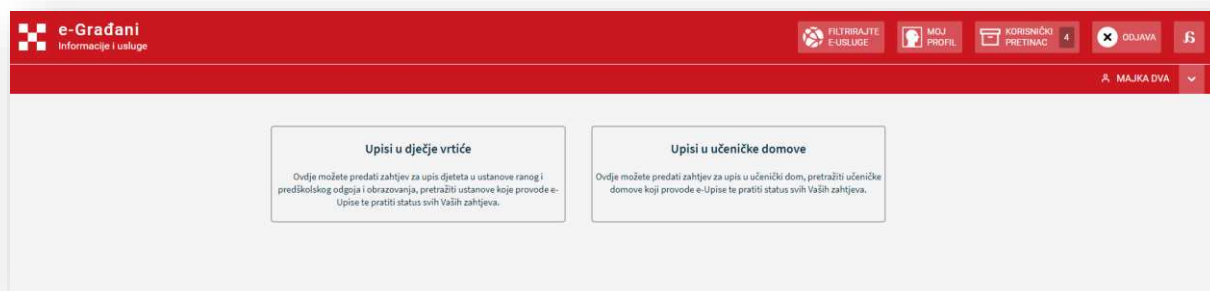 e-Građani
Informacije i usluge
FILTRIRAJTE
E-USLUGE
MOJ
PROFIL
KORISNIČKI
PRETINAC
4
ODJAVA
MAJKA DVA
Upisi u dječje vrtiće
Ovdje možete predati zahtjev za upis djeteta u ustanove ranog i
predškolskog odgoja i obrazovanja, pretražiti ustanove koje provode e-
Upise te pratiti status svih Vaših zahtjeva.
Upisi u učeničke domove
Ovdje možete predati zahtjev za upis u učenički dom, pretražiti učeničke
domove koji provode e-Upise te pratiti status svih Vaših zahtjeva.